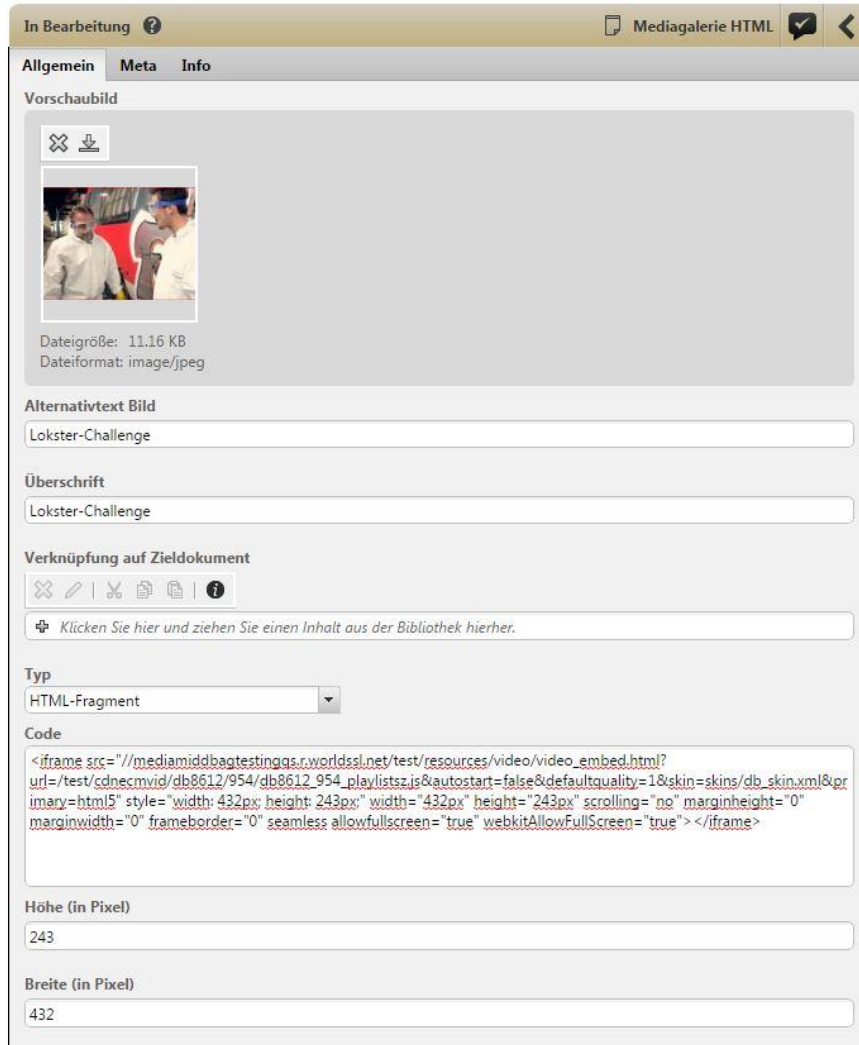 In Bearbeitung ? Mediagalerie HTML
Allgemein Meta Info
Vorschaubild
Dateigröße: 11.16 KB
Dateiformat: image/jpeg
Alternativtext Bild
Lokster-Challenge
Überschrift
Lokster-Challenge
Verknüpfung auf Zieldokument
Klicken Sie hier und ziehen Sie einen Inhalt aus der Bibliothek hierher.
Typ
HTML-Fragment
Code
<iframe src="//mediamiddbagtestingqs.r.worldssl.net/test/resources/video/video_embed.html?
url=/test/cdnecmvid/db8612/954/db8612_954_playlistsz.js&autostart=false&defaultquality=1&skin=skins/db_skin.xml&pr
imary=html5" style="width: 432px; height: 243px;" width="432px" height="243px" scrolling="no" marginheight="0"
marginwidth="0" frameborder="0" seamless allowfullscreen="true" webkitAllowFullScreen="true"></iframe>
Höhe (in Pixel)
243
Breite (in Pixel)
432